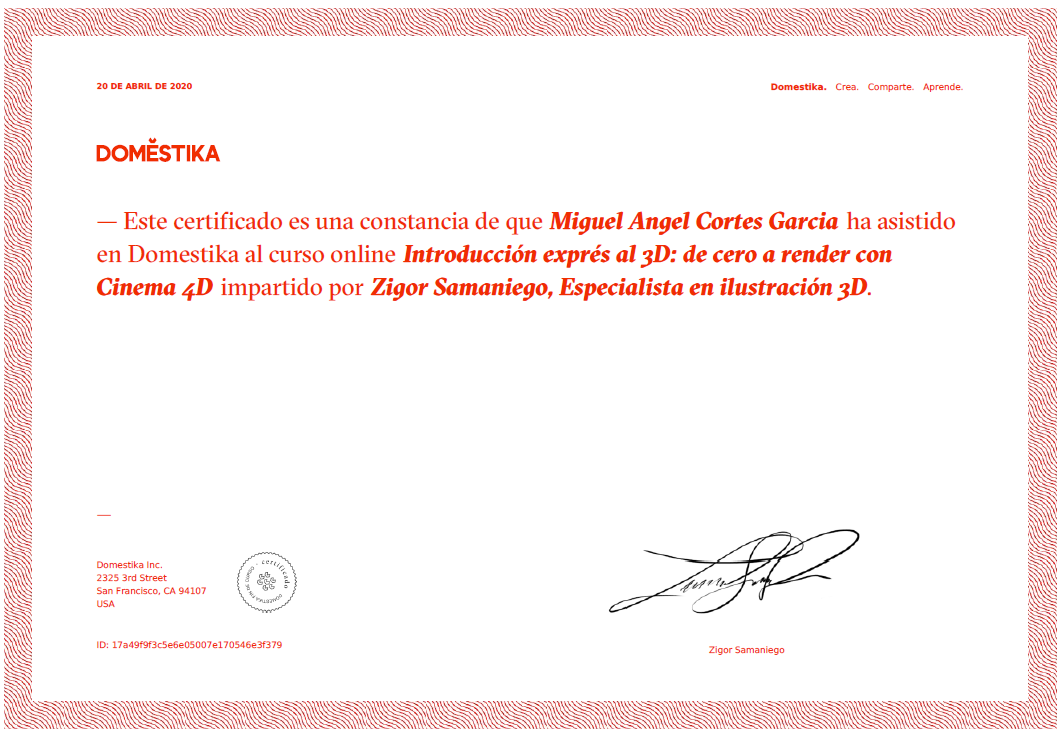 20 DE ABRIL DE 2020
Domestika. Crea. Comparte. Aprende.
DOMESTIKA
— Este certificado es una constancia de que Miguel Angel Cortes Garcia ha asistido
en Domestika al curso online Introducción exprés al 3D: de cero a render con
Cinema 4D impartido por Zigor Samaniego, Especialista en ilustración 3D.
—
Domestika Inc.
2325 3rd Street
San Francisco, CA 94107
USA
certificado
DOMESTIKA FIN DE CURSO
ID: 17a49f9f3c5e6e05007e170546e3f379
Zigor Samaniego